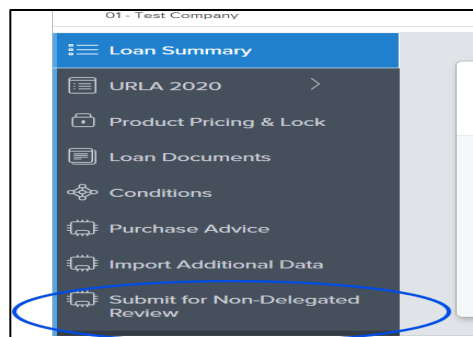 01 - Test Company
Loan Summary
URLA 2020
Product Pricing & Lock
Loan Documents
Conditions
Purchase Advice
Import Additional Data
Submit for Non-Delegated
Review